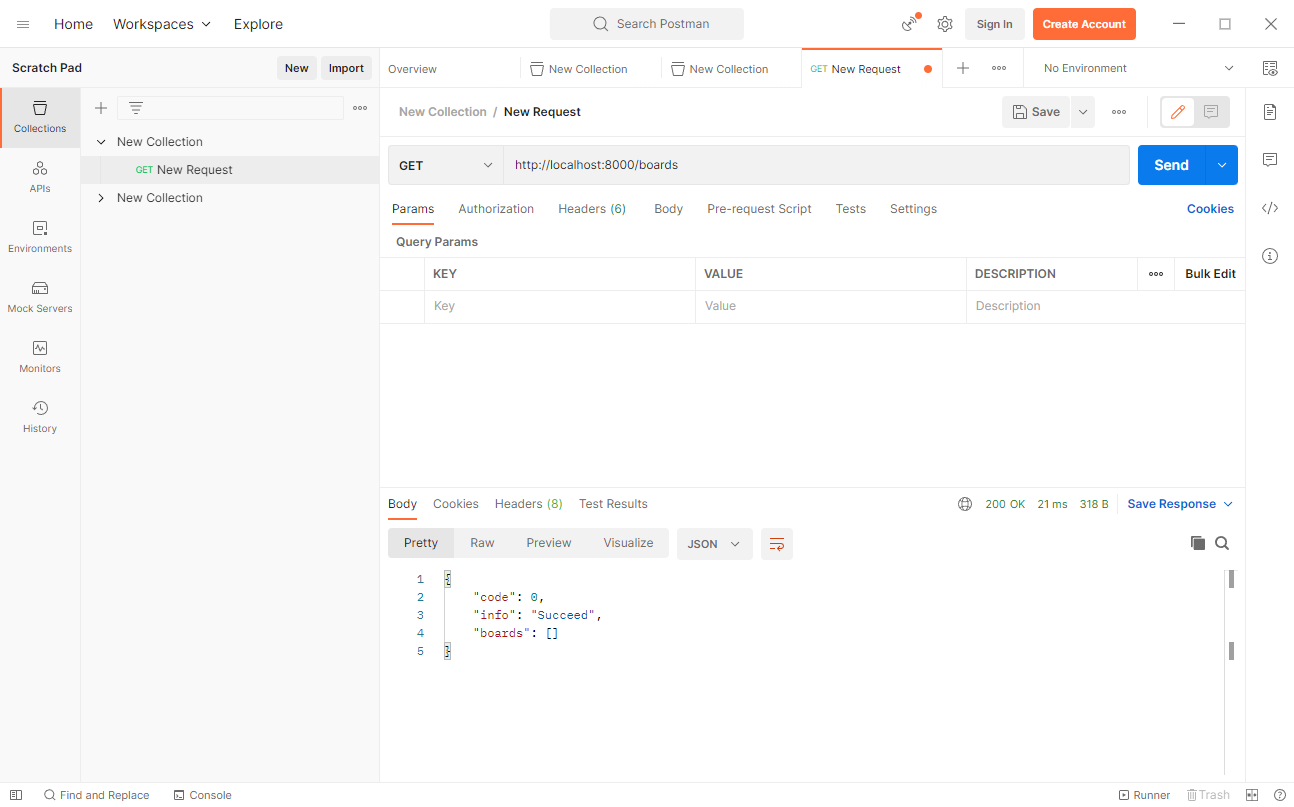 Home Workspaces Explore Search Postman Sign In Create Account
Scratch Pad New Import Overview New Collection New Collection GET New Request No Environment
Collections
APIs
Environments
Mock Servers
Monitors
History
New Collection
GET New Request
New Collection
New Collection / New Request Save
GET http://localhost:8000/boards Send
Params Authorization Headers (6) Body Pre-request Script Tests Settings Cookies
Query Params
KEY VALUE DESCRIPTION Bulk Edit
Key Value Description
Body Cookies Headers (8) Test Results 200 OK 21 ms 318 B Save Response
Pretty Raw Preview Visualize JSON
1 {
2 "code": 0,
3 "info": "Succeed",
4 "boards": []
5 }
Find and Replace Console Runner Trash